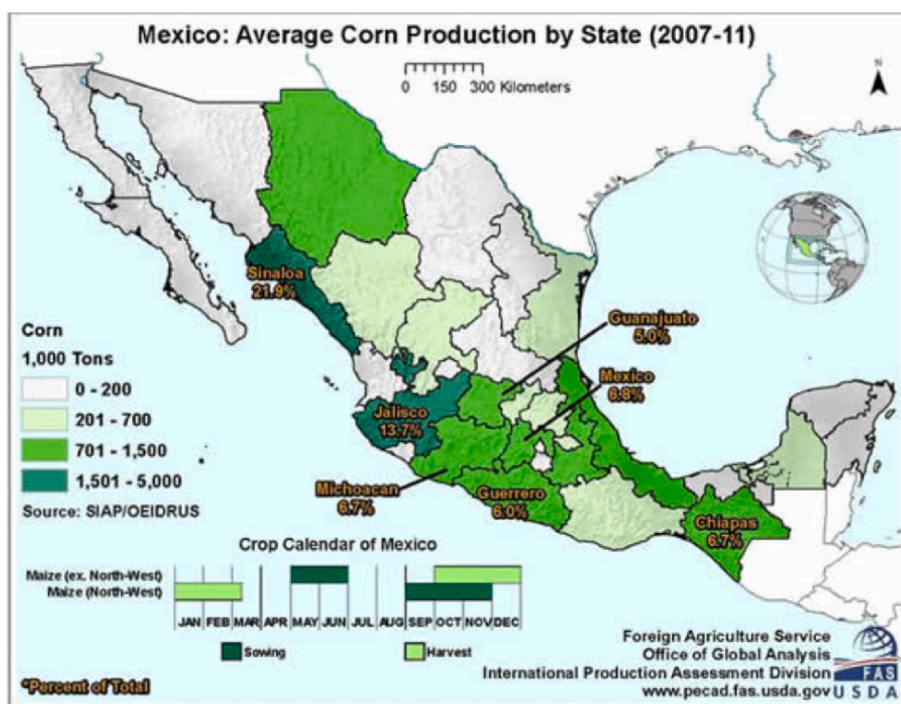 Mexico: Average Corn Production by State (2007-11)
0 150 300 Kilometers
N
Sinaloa
21.9%
Guanajuato
5.0%
Mexico
6.8%
Jalisco
13.7%
Michoacan
6.7%
Guerrero
6.0%
Chiapas
6.7%
Corn
1,000 Tons
0 - 200
201 - 700
701 - 1,500
1,501 - 5,000
Source: SIAP/OEIDRUS
Crop Calendar of Mexico
Maize (ex. North-West)
Maize (North-West)
JAN FEB MAR APR MAY JUN JUL AUG SEP OCT NOV DEC
Sowing Harvest
*Percent of Total
Foreign Agriculture Service
Office of Global Analysis
International Production Assessment Division
www.pecad.fas.usda.gov
FAS
USDA